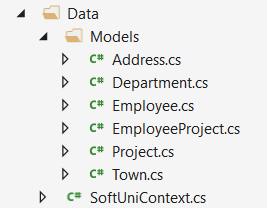 Data
Models
C# Address.cs
C# Department.cs
C# Employee.cs
C# EmployeeProject.cs
C# Project.cs
C# Town.cs
C# SoftUniContext.cs